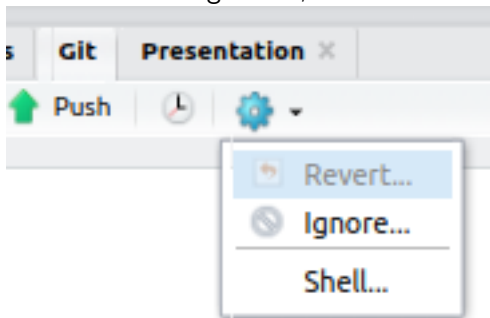 s Git Presentation
Push
Revert...
Ignore...
Shell...